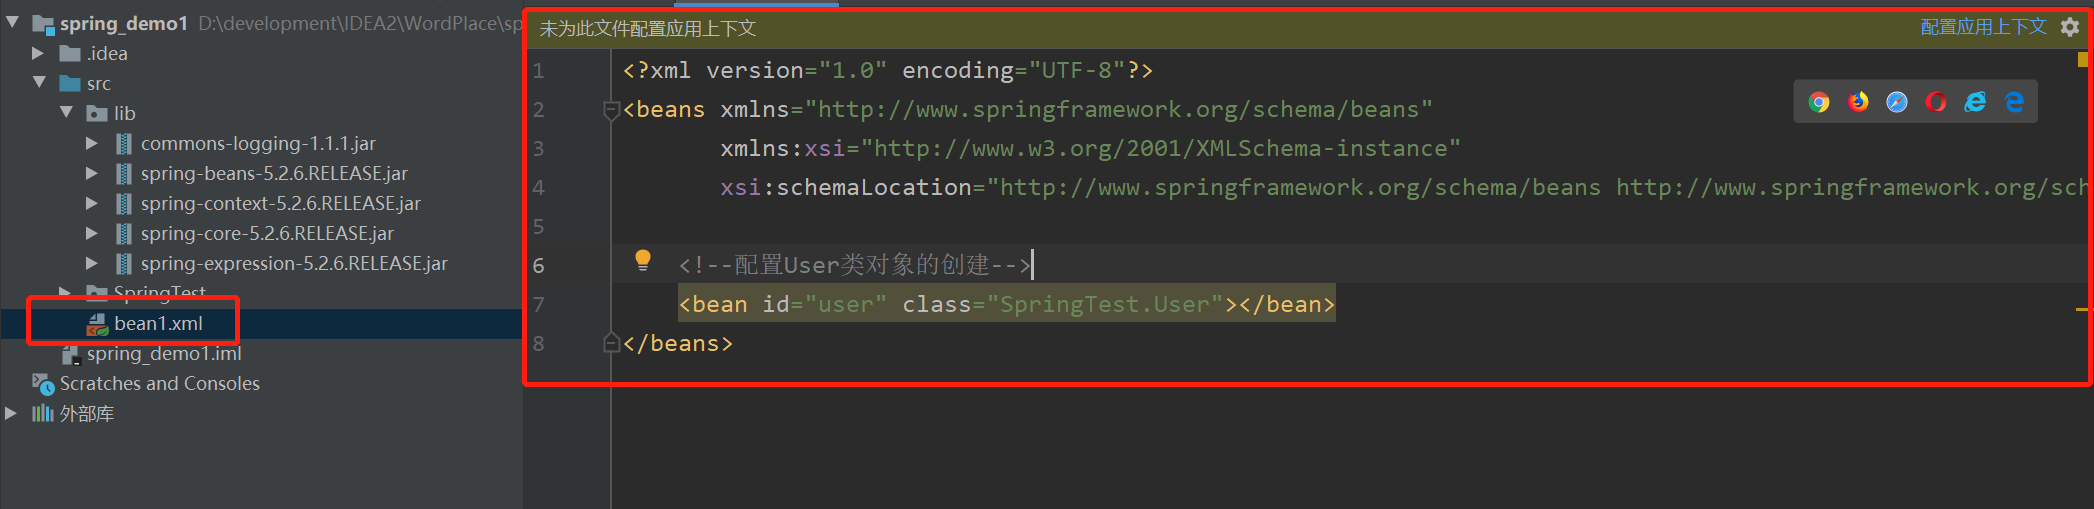 spring_demo1 D:\development\IDEA2\WordPlace\sp
.idea
src
lib
commons-logging-1.1.1.jar
spring-beans-5.2.6.RELEASE.jar
spring-context-5.2.6.RELEASE.jar
spring-core-5.2.6.RELEASE.jar
spring-expression-5.2.6.RELEASE.jar
SpringTest
bean1.xml
spring_demo1.iml
Scratches and Consoles
外部库
未为此文件配置应用上下文 配置应用上下文
1 <?xml version="1.0" encoding="UTF-8"?>
2 <beans xmlns="http://www.springframework.org/schema/beans"
3 xmlns:xsi="http://www.w3.org/2001/XMLSchema-instance"
4 xsi:schemaLocation="http://www.springframework.org/schema/beans http://www.springframework.org/sch
5
6 <!--配置User类对象的创建-->
7 <bean id="user" class="SpringTest.User"></bean>
8 </beans>